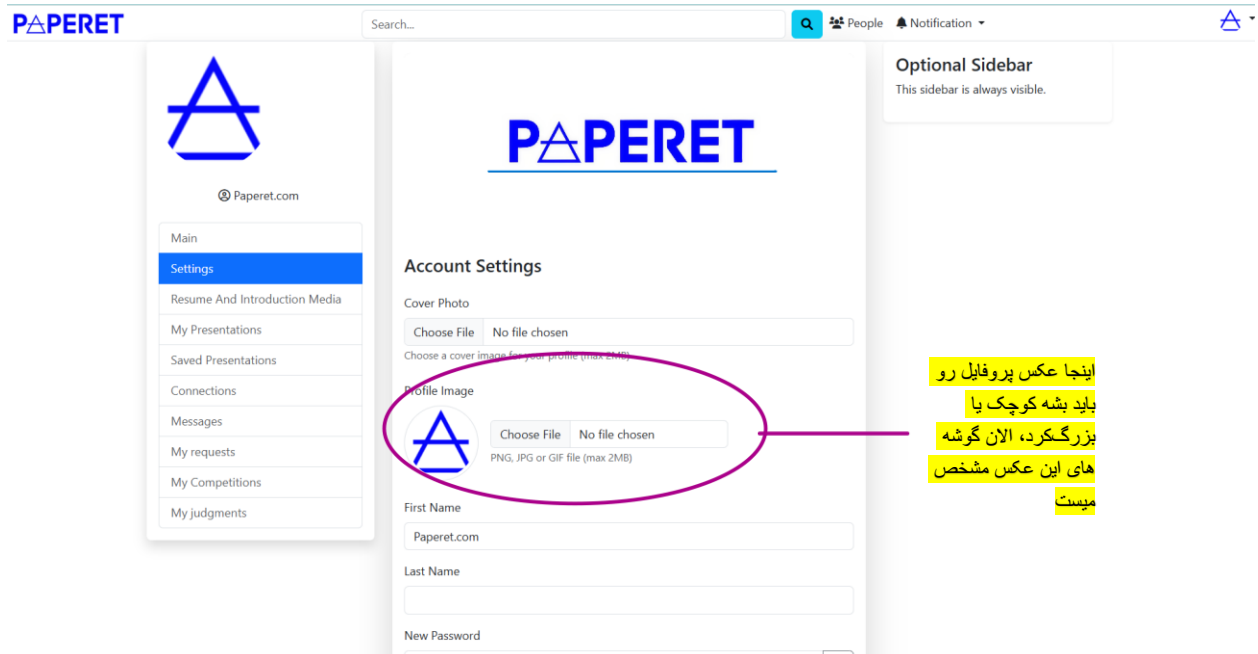 PAPERET
Search...
People
Notification
Paperet.com
Main
Settings
Resume And Introduction Media
My Presentations
Saved Presentations
Connections
Messages
My requests
My Competitions
My judgments
PAPERET
Account Settings
Cover Photo
Choose File No file chosen
Choose a cover image for your profile (max 2MB)
Profile Image
Choose File No file chosen
PNG, JPG or GIF file (max 2MB)
First Name
Paperet.com
Last Name
New Password
Optional Sidebar
This sidebar is always visible.
اینجا عکس پروفایل رو
باید بشه کوچک یا
بزرگ کرد، الان گوشه
های این عکس مشخص
میست